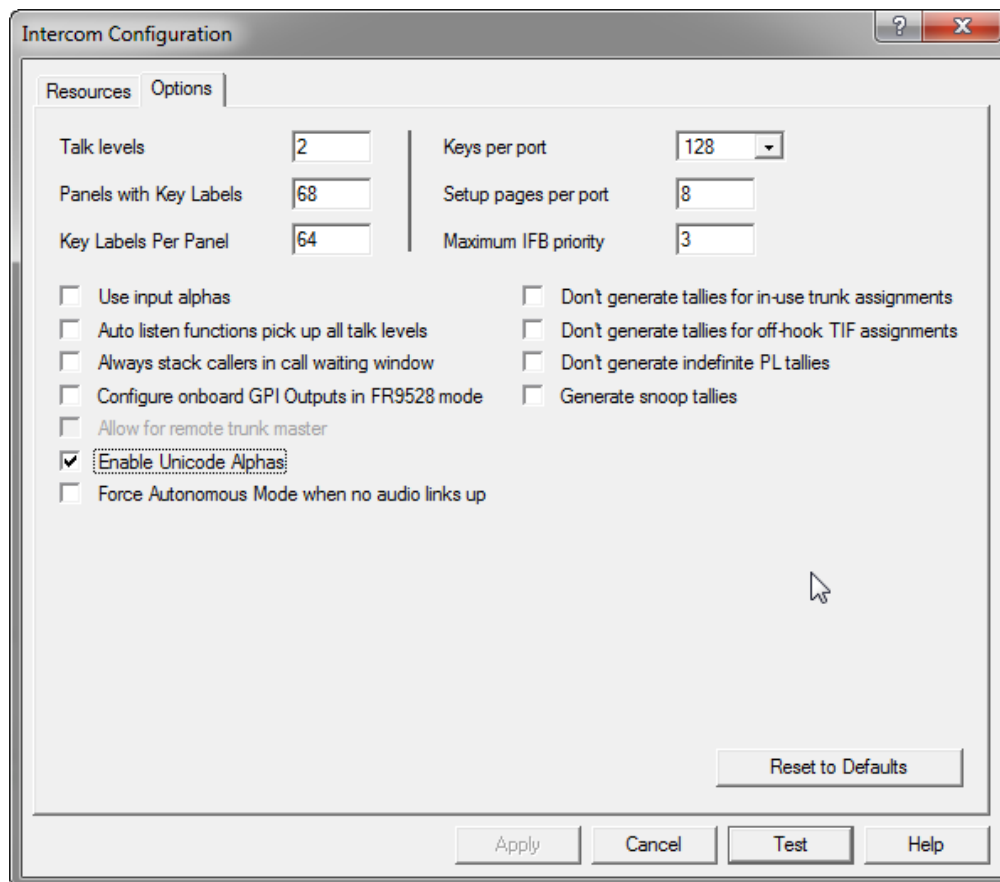 Intercom Configuration
?
X
Resources Options
Talk levels 2 Keys per port 128
Panels with Key Labels 68 Setup pages per port 8
Key Labels Per Panel 64 Maximum IFB priority 3
Use input alphas Don't generate tallies for in-use trunk assignments
Auto listen functions pick up all talk levels Don't generate tallies for off-hook TIF assignments
Always stack callers in call waiting window Don't generate indefinite PL tallies
Configure onboard GPI Outputs in FR9528 mode Generate snoop tallies
Allow for remote trunk master
Enable Unicode Alphas
Force Autonomous Mode when no audio links up
Reset to Defaults
Apply Cancel Test Help